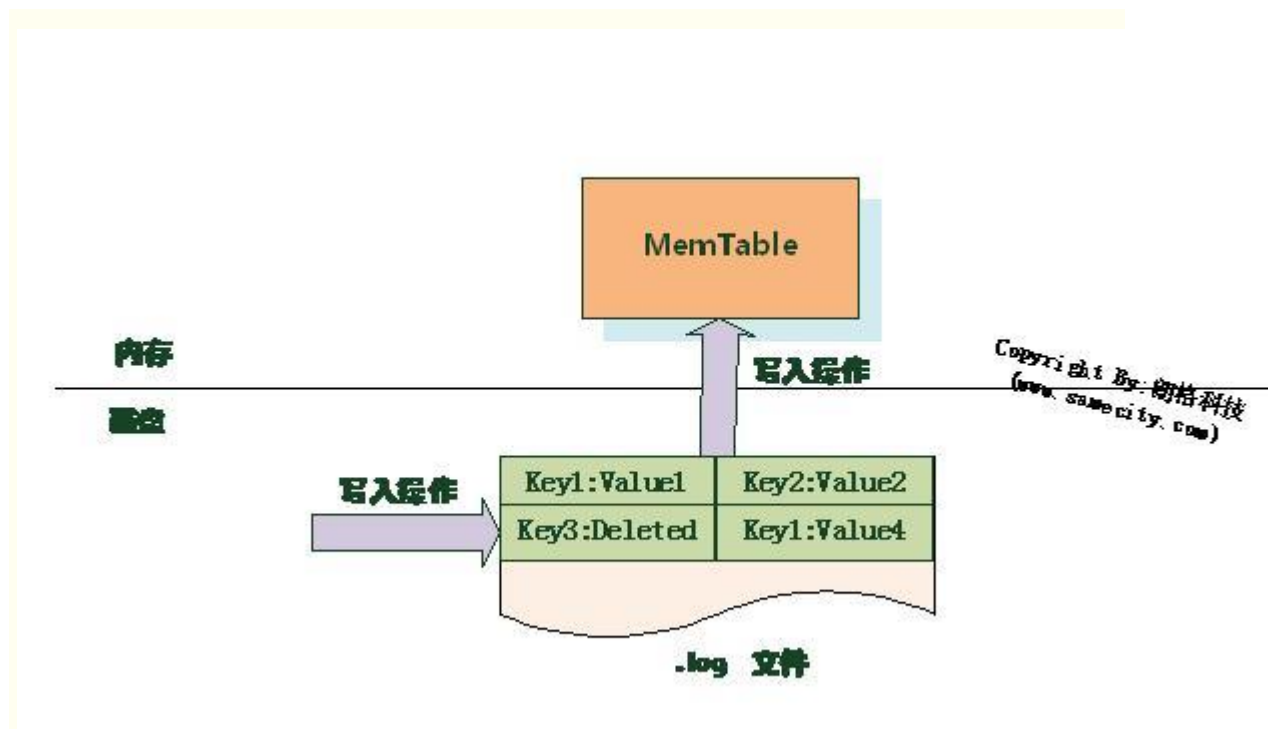 MemTable
内存
写入操作
Copyright By:朗格科技
(www.samecity.com)
磁盘
写入操作
Key1:Value1 Key2:Value2
Key3:Deleted Key1:Value4
.log 文件